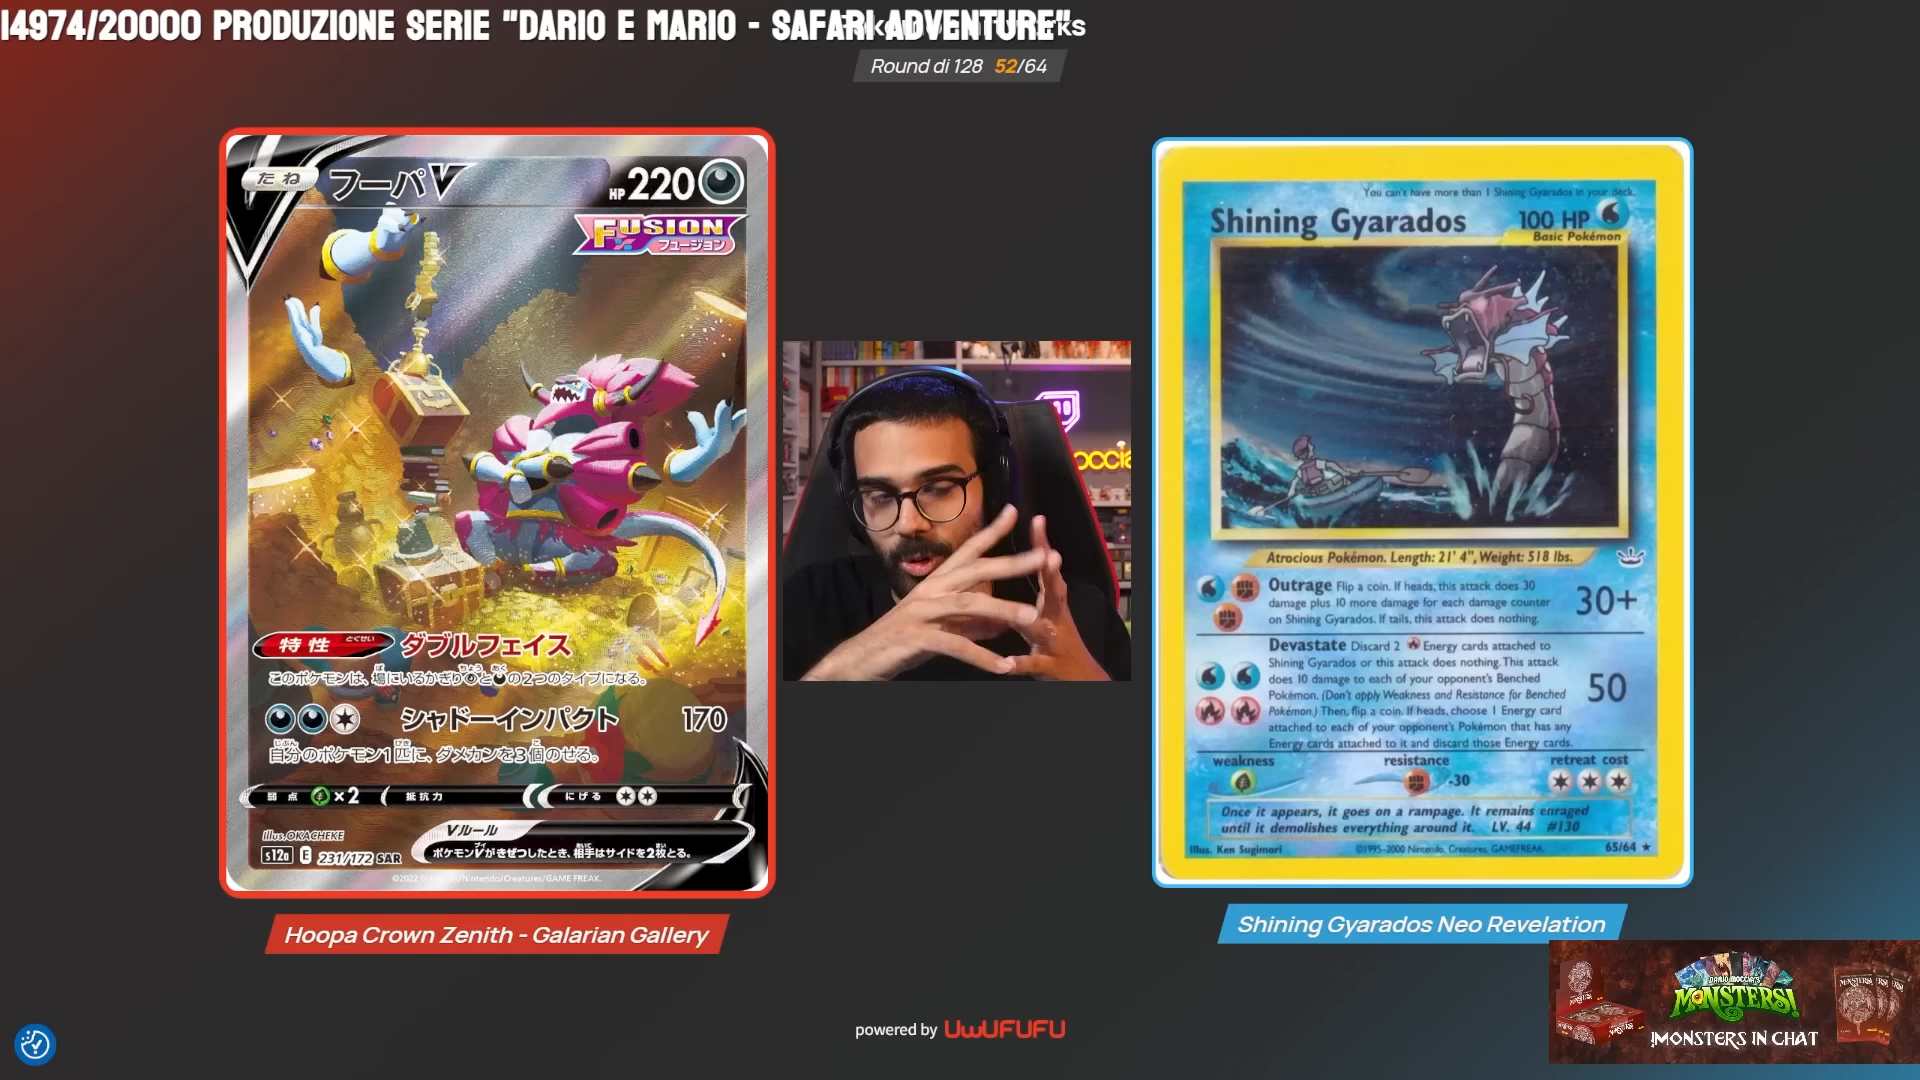 14974/20000 PRODUZIONE SERIE "DARIO E MARIO - SAFARI ADVENTURE"
Round di 128 52/64
たね フーパV HP 220
FUSION
フュージョン
特性 とくせい ダブルフェイス
このポケモンは、場にいるかぎりと の2つのタイプになる。
シャドーインパクト 170
自分のポケモン1匹に、ダメカンを3個のせる。
弱点 ×2 抵抗力 にげる
Illus.OKACHEKE
Vルール
s12a E 231/172 SAR
ポケモンVがきぜつしたとき、相手はサイドを2枚とる。
©2022 Nintendo/Creatures/GAME FREAK.
Hoopa Crown Zenith - Galarian Gallery
You can't have more than 1 Shining Gyarados in your deck.
Shining Gyarados 100 HP
Basic Pokémon
Atrocious Pokémon. Length: 21' 4", Weight: 518 lbs.
Outrage Flip a coin. If heads, this attack does 30
damage plus 10 more damage for each damage counter
on Shining Gyarados. If tails, this attack does nothing.
30+
Devastate Discard 2 Energy cards attached to
Shining Gyarados or this attack does nothing. This attack
does 10 damage to each of your opponent's Benched
Pokémon. (Don't apply Weakness and Resistance for Benched
Pokémon.) Then, flip a coin. If heads, choose 1 Energy card
attached to each of your opponent's Pokémon that has any
Energy cards attached to it and discard those Energy cards.
50
weakness resistance retreat cost
-30
Once it appears, it goes on a rampage. It remains enraged
until it demolishes everything around it. LV. 44 #130
Illus. Ken Sugimori ©1995-2000 Nintendo, Creatures, GAMEFREAK. 65/64
Shining Gyarados Neo Revelation
powered by UwUFUFU
DARIO MOCCIA'S
MONSTERS!
!MONSTERS IN CHAT